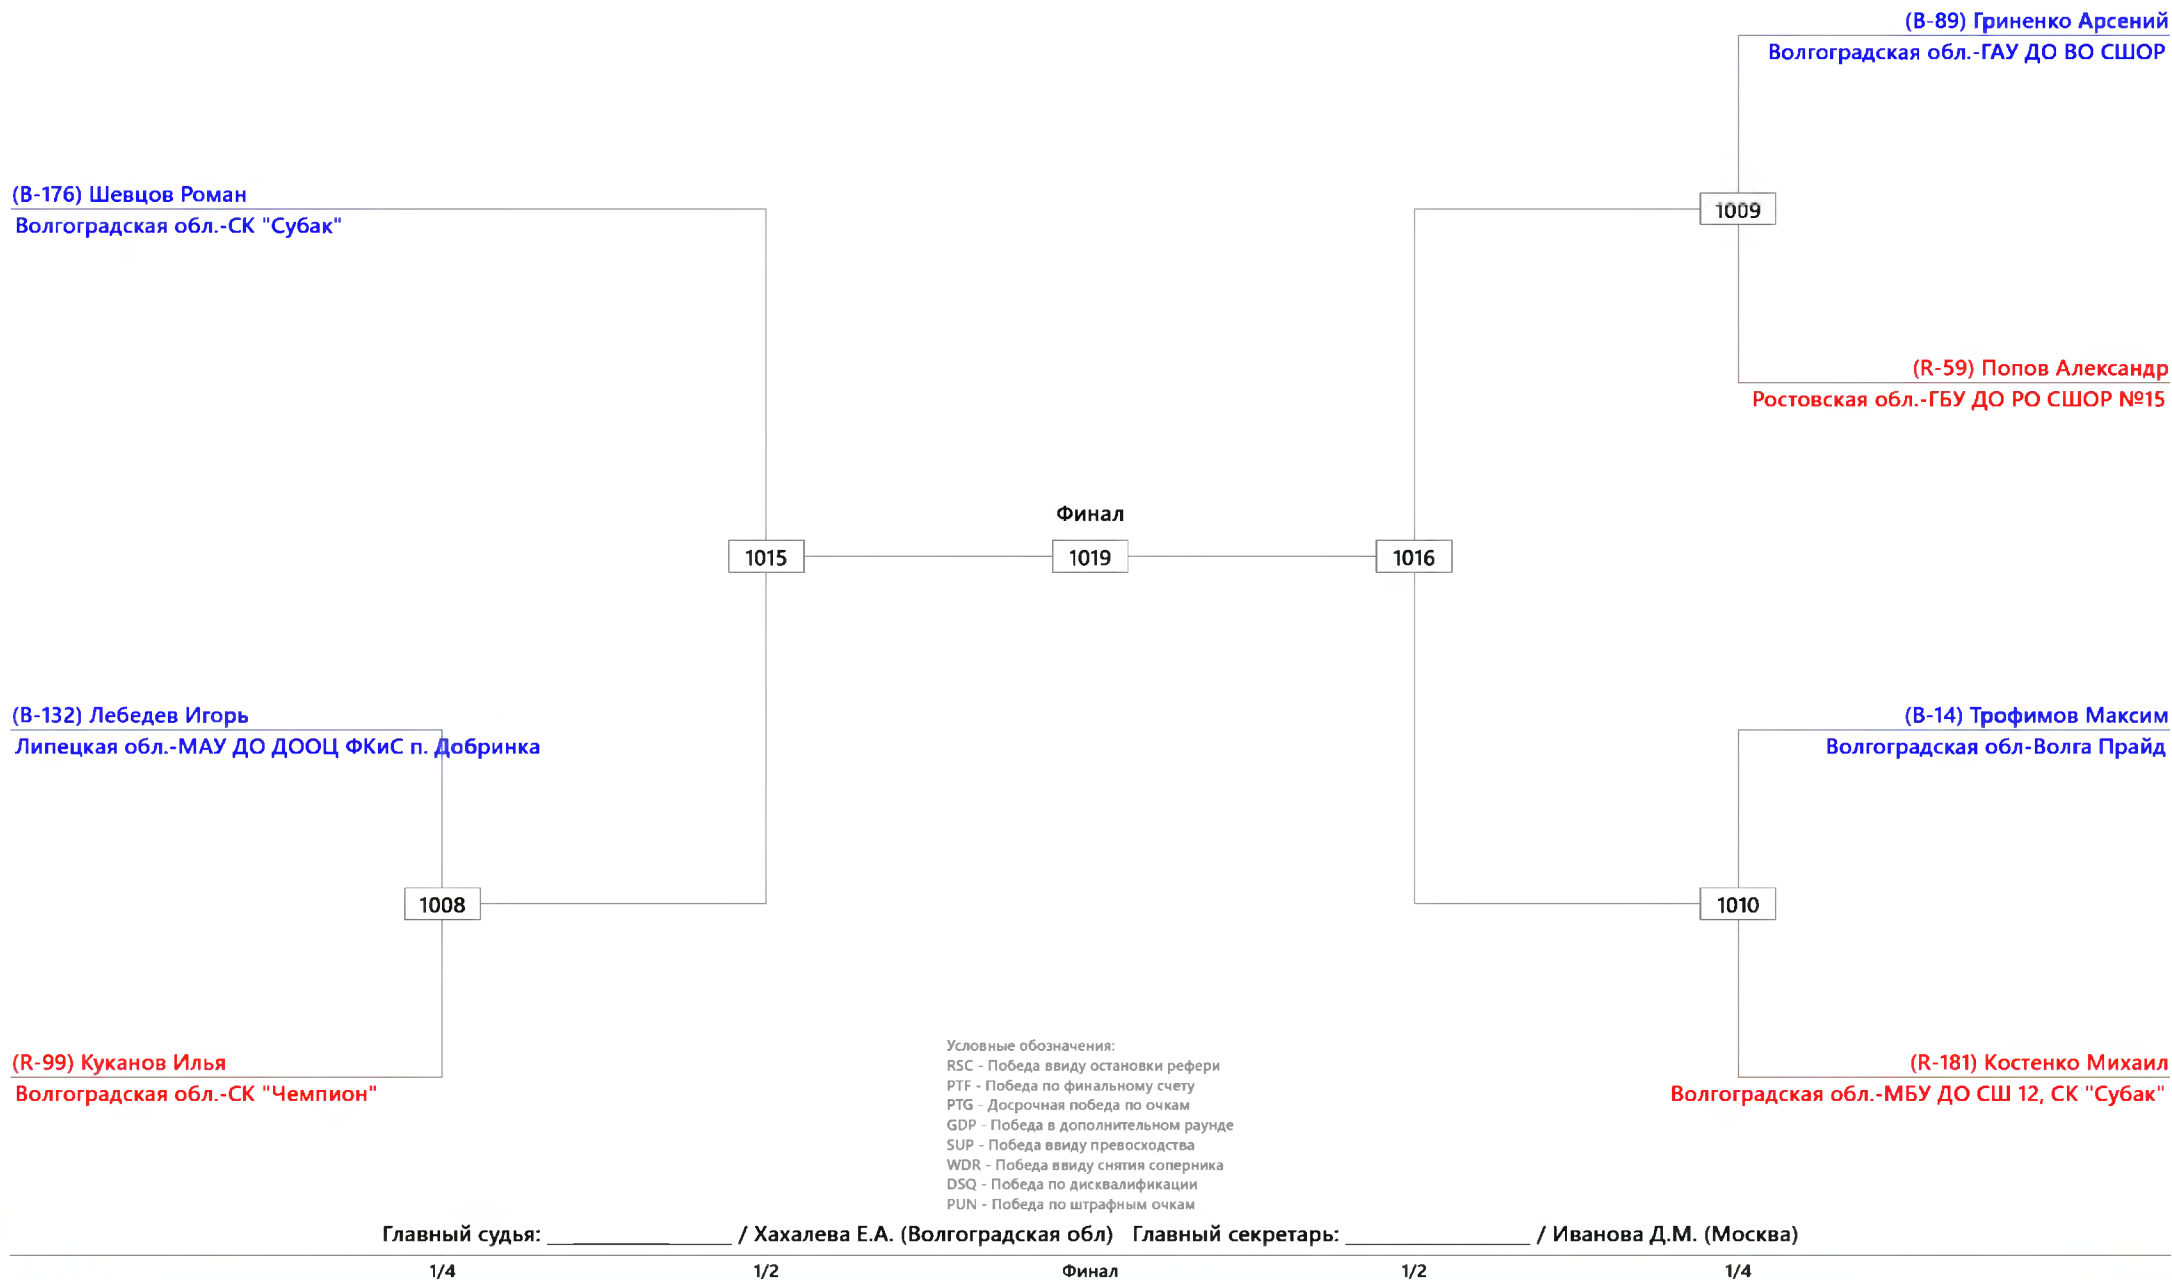 (B-89) Гриненко Арсений
Волгоградская обл.-ГАУ ДО ВО СШОР
(B-176) Шевцов Роман
Волгоградская обл.-СК "Субак"
1009
(R-59) Попов Александр
Ростовская обл.-ГБУ ДО РО СШОР №15
Финал
1015
1019
1016
(B-132) Лебедев Игорь
Липецкая обл.-МАУ ДО ДООЦ ФКиС п. Добринка
(B-14) Трофимов Максим
Волгоградская обл-Волга Прайд
1008
1010
(R-99) Куканов Илья
Волгоградская обл.-СК "Чемпион"
(R-181) Костенко Михаил
Волгоградская обл.-МБУ ДО СШ 12, СК "Субак"
Условные обозначения:
RSC - Победа ввиду остановки рефери
PTF - Победа по финальному счету
PTG - Досрочная победа по очкам
GDP - Победа в дополнительном раунде
SUP - Победа ввиду превосходства
WDR - Победа ввиду снятия соперника
DSQ - Победа по дисквалификации
PUN - Победа по штрафным очкам
Главный судья: ________________ / Хахалева Е.А. (Волгоградская обл) Главный секретарь: ________________ / Иванова Д.М. (Москва)
1/4 1/2 Финал 1/2 1/4